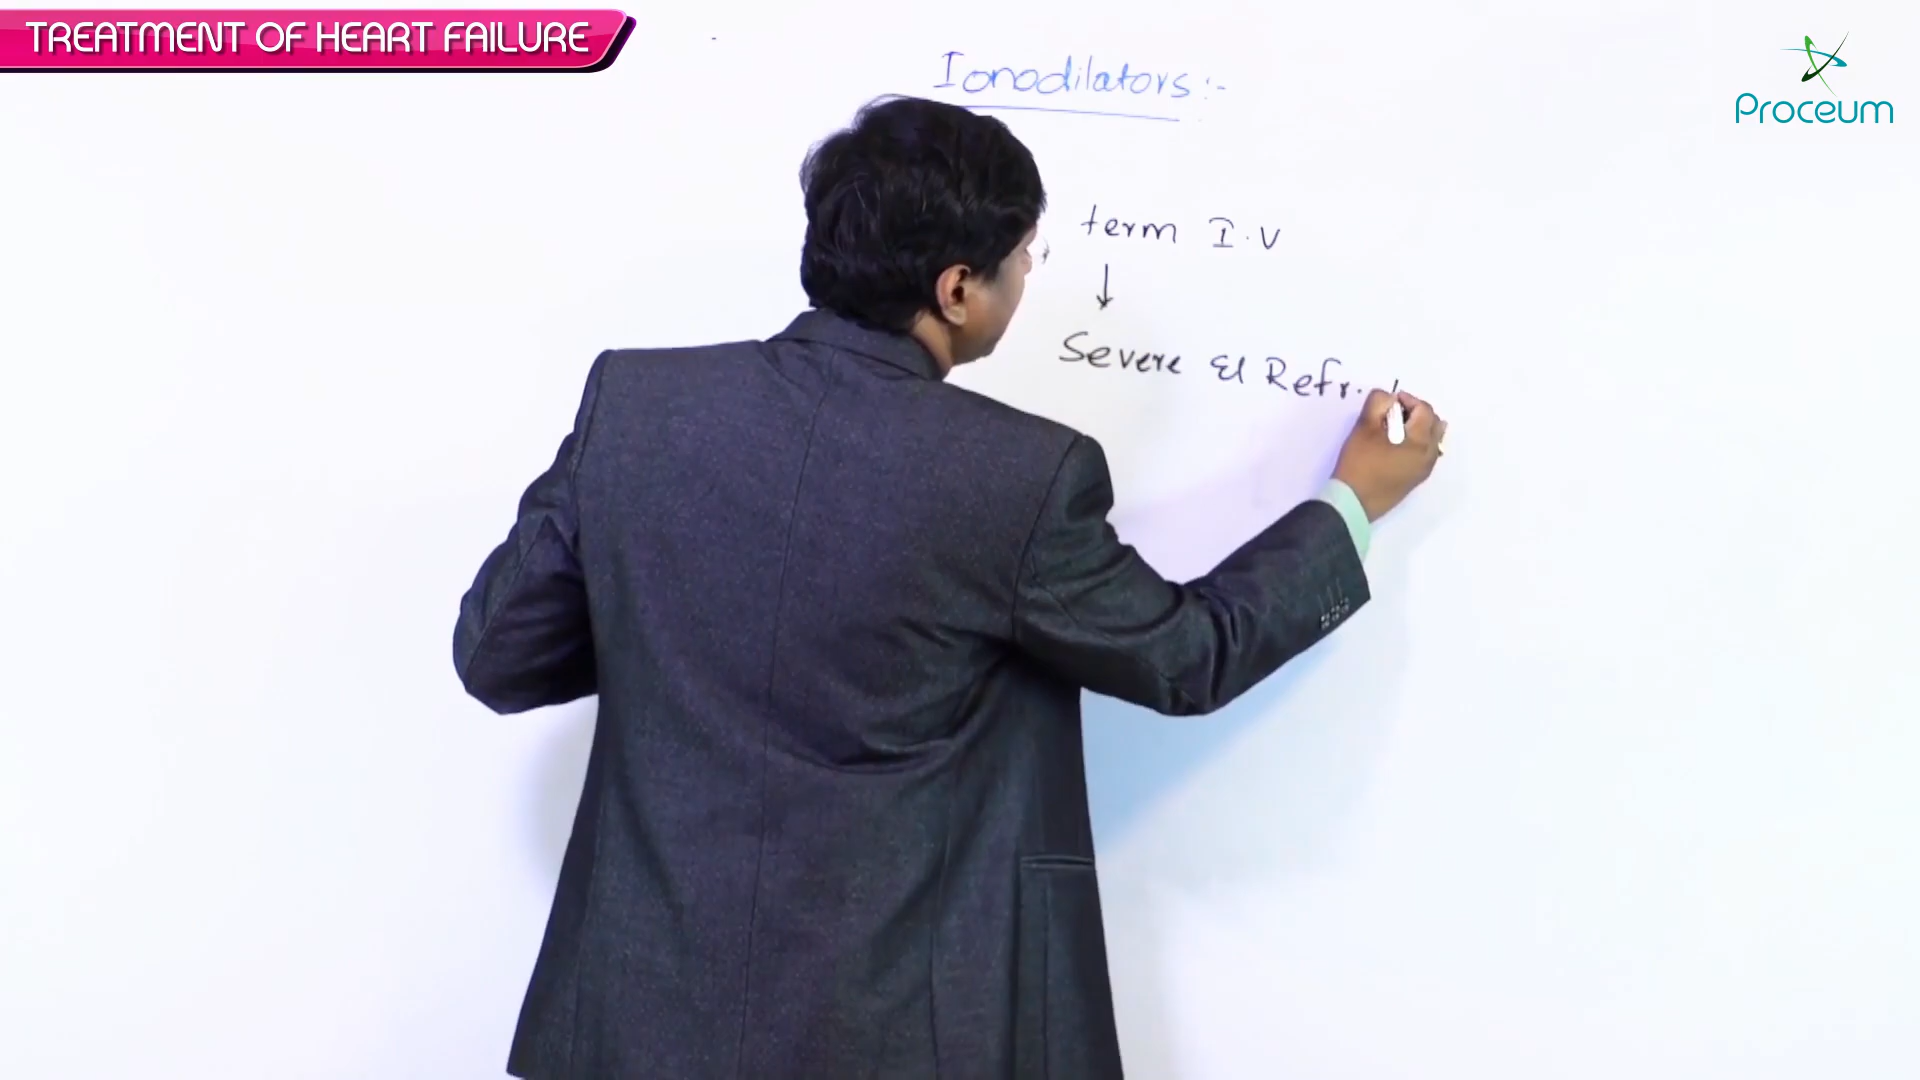 TREATMENT OF HEART FAILURE
Proceum
Ionodilators :-
term I.V
Severe & Refr.